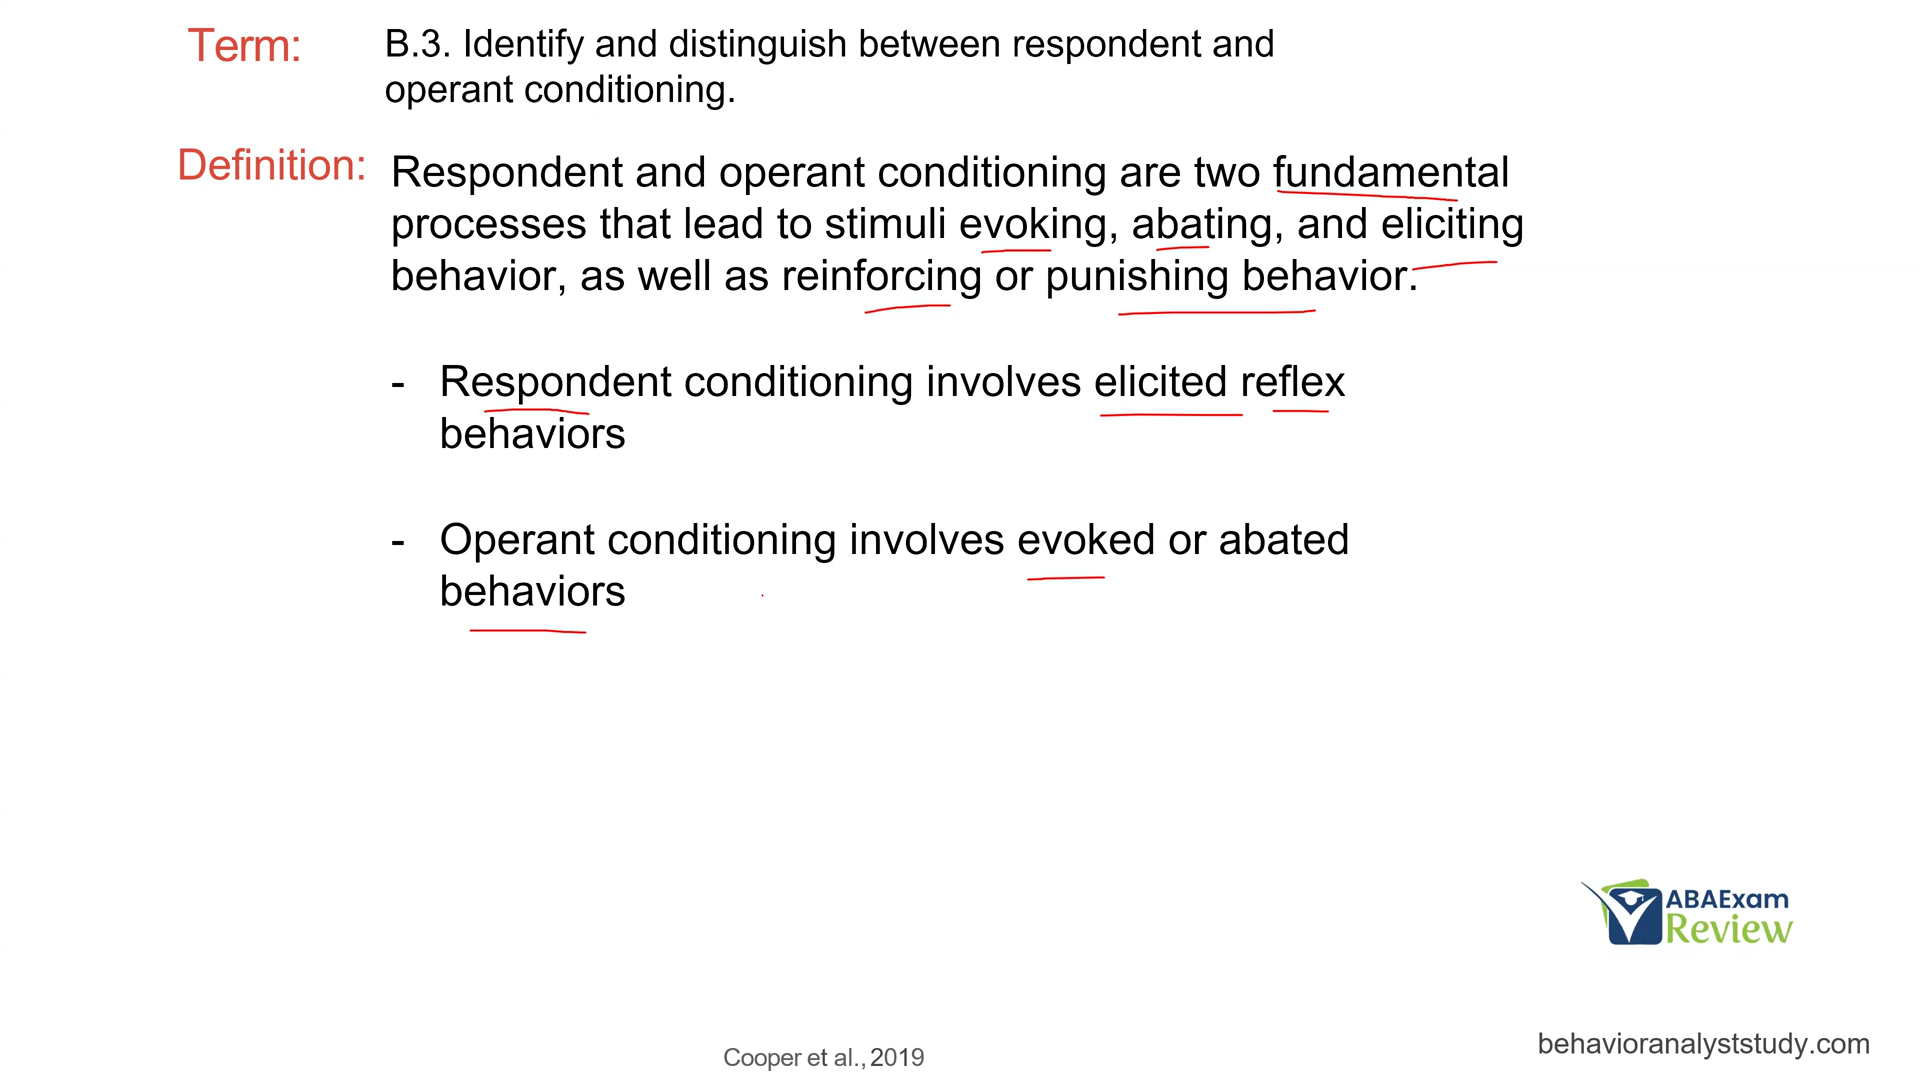 Term:
B.3. Identify and distinguish between respondent and
operant conditioning.
Definition:
Respondent and operant conditioning are two fundamental
processes that lead to stimuli evoking, abating, and eliciting
behavior, as well as reinforcing or punishing behavior.
- Respondent conditioning involves elicited reflex
behaviors
- Operant conditioning involves evoked or abated
behaviors
ABAExam
Review
Cooper et al., 2019
behavioranalyststudy.com